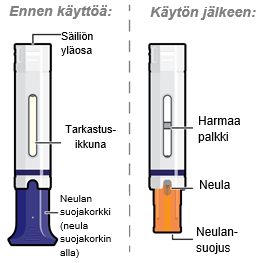 Ennen käyttöä:
Säiliön
yläosa
Tarkastus-
ikkuna
Neulan
suojakorkki
(neula
suojakorkin
alla)
Käytön jälkeen:
Harmaa
palkki
Neula
Neulan-
suojus